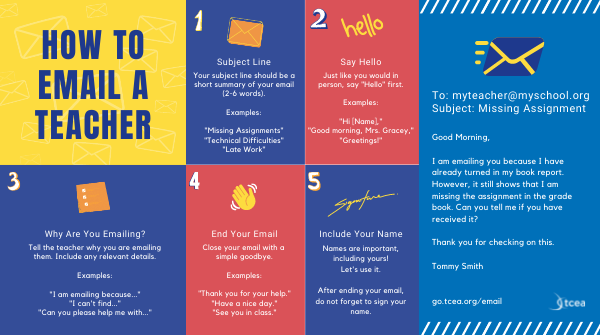 HOW TO
EMAIL A
TEACHER
1
Subject Line
Your subject line should be a
short summary of your email
(2-6 words).
Examples:
"Missing Assignments"
"Technical Difficulties"
"Late Work"
2
hello
Say Hello
Just like you would in
person, say "Hello" first.
Examples:
"Hi [Name],"
"Good morning, Mrs. Gracey,"
"Greetings!"
3
Why Are You Emailing?
Tell the teacher why you are emailing
them. Include any relevant details.
Examples:
"I am emailing because..."
"I can't find..."
"Can you please help me with..."
4
End Your Email
Close your email with a
simple goodbye.
Examples:
"Thank you for your help."
"Have a nice day."
"See you in class."
5
Signature
Include Your Name
Names are important,
including yours!
Let's use it.
After ending your email,
do not forget to sign your
name.
To: myteacher@myschool.org
Subject: Missing Assignment
Good Morning,
I am emailing you because I have
already turned in my book report.
However, it still shows that I am
missing the assignment in the grade
book. Can you tell me if you have
received it?
Thank you for checking on this.
Tommy Smith
go.tcea.org/email
tcea